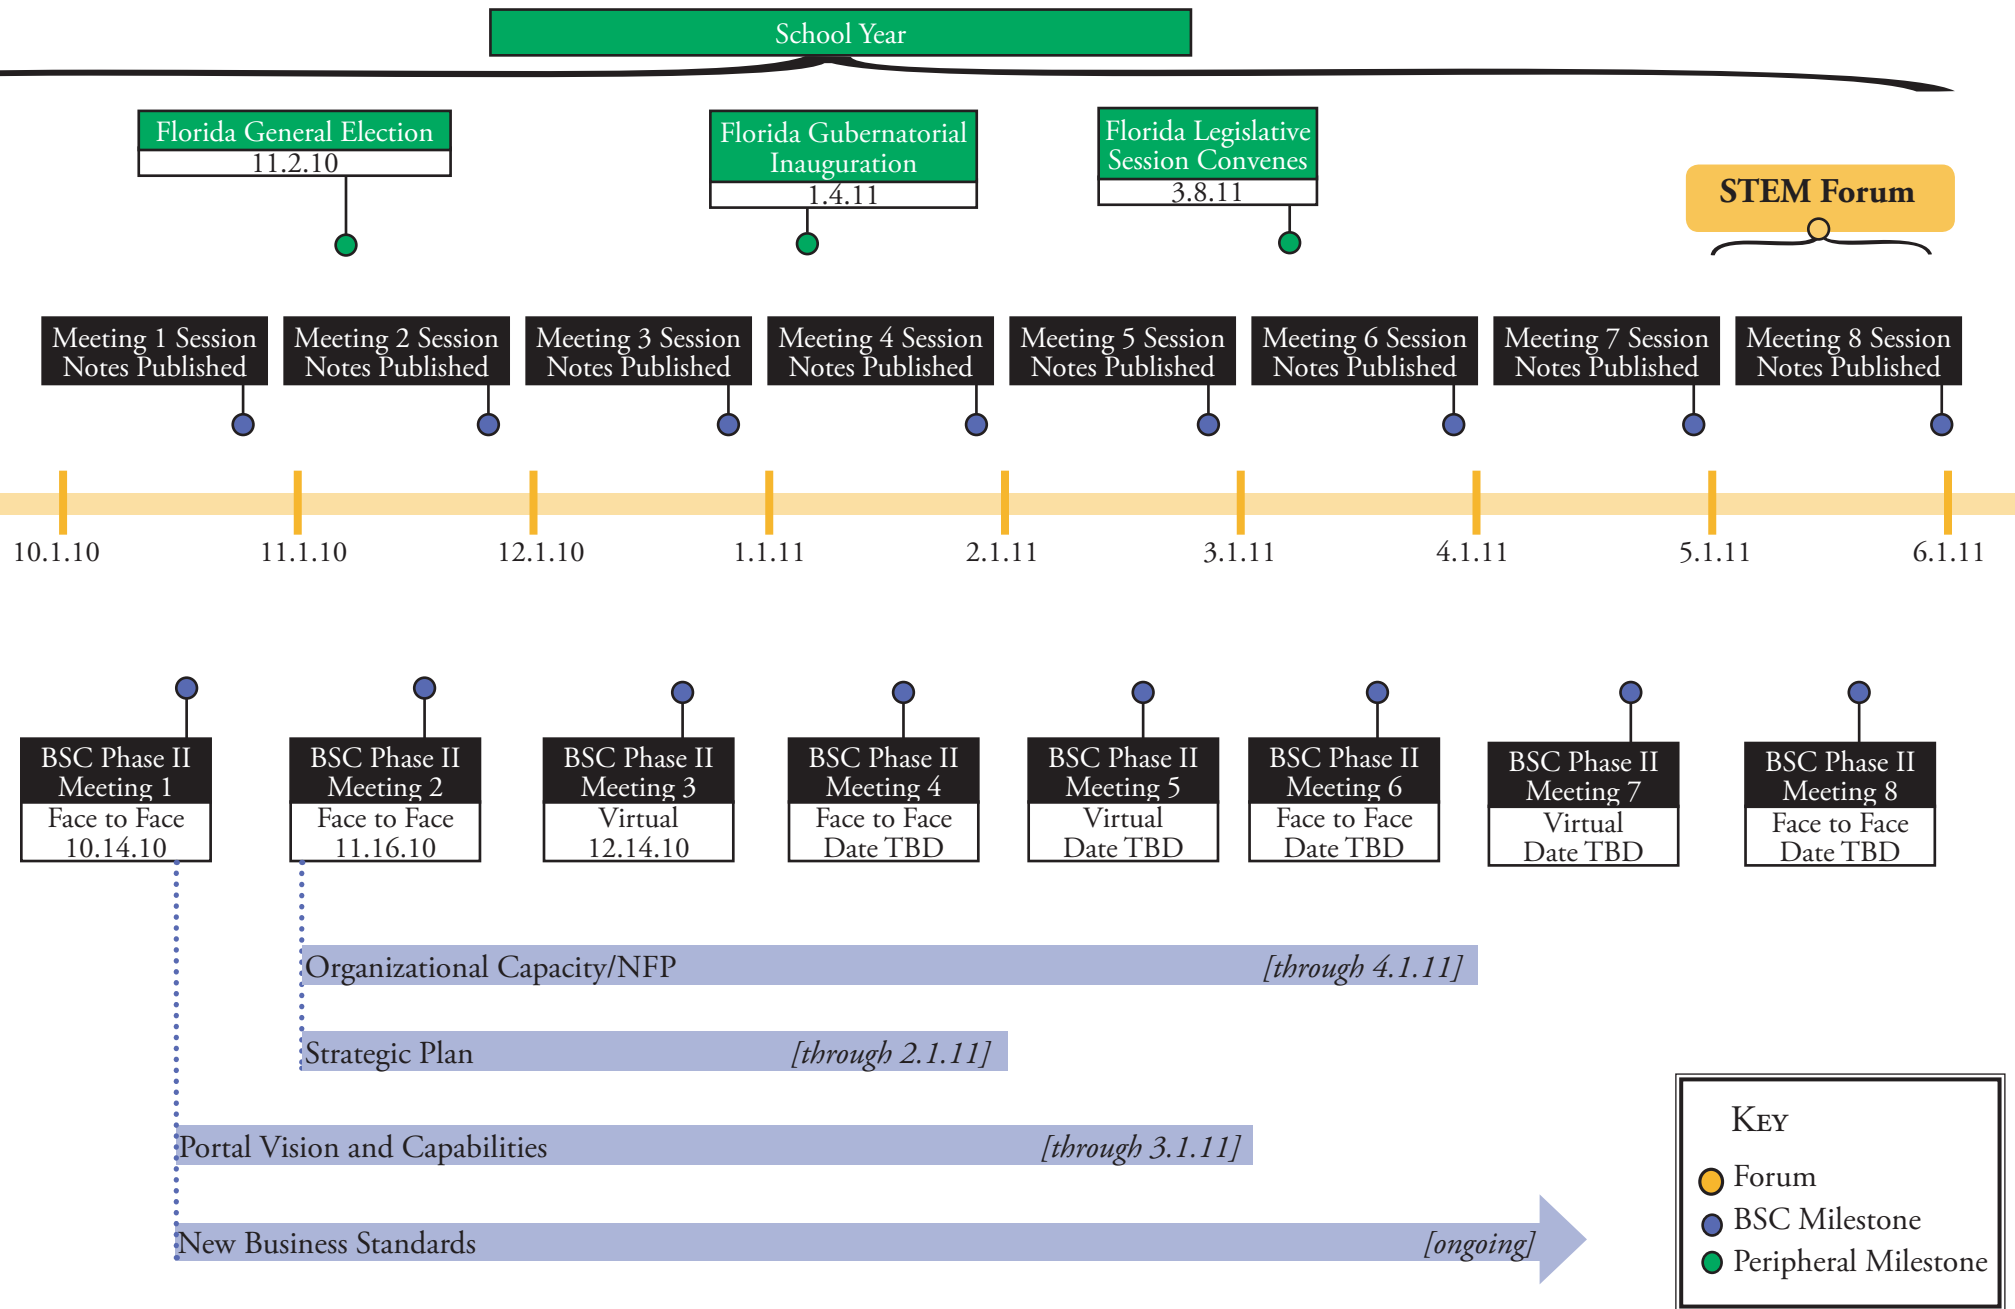 School Year
Florida General Election
11.2.10
Florida Gubernatorial
Inauguration
1.4.11
Florida Legislative
Session Convenes
3.8.11
STEM Forum
Meeting 1 Session
Notes Published
Meeting 2 Session
Notes Published
Meeting 3 Session
Notes Published
Meeting 4 Session
Notes Published
Meeting 5 Session
Notes Published
Meeting 6 Session
Notes Published
Meeting 7 Session
Notes Published
Meeting 8 Session
Notes Published
10.1.10
11.1.10
12.1.10
1.1.11
2.1.11
3.1.11
4.1.11
5.1.11
6.1.11
BSC Phase II
Meeting 1
Face to Face
10.14.10
BSC Phase II
Meeting 2
Face to Face
11.16.10
BSC Phase II
Meeting 3
Virtual
12.14.10
BSC Phase II
Meeting 4
Face to Face
Date TBD
BSC Phase II
Meeting 5
Virtual
Date TBD
BSC Phase II
Meeting 6
Face to Face
Date TBD
BSC Phase II
Meeting 7
Virtual
Date TBD
BSC Phase II
Meeting 8
Face to Face
Date TBD
Organizational Capacity/NFP [through 4.1.11]
Strategic Plan [through 2.1.11]
Portal Vision and Capabilities [through 3.1.11]
New Business Standards [ongoing]
KEY
Forum
BSC Milestone
Peripheral Milestone